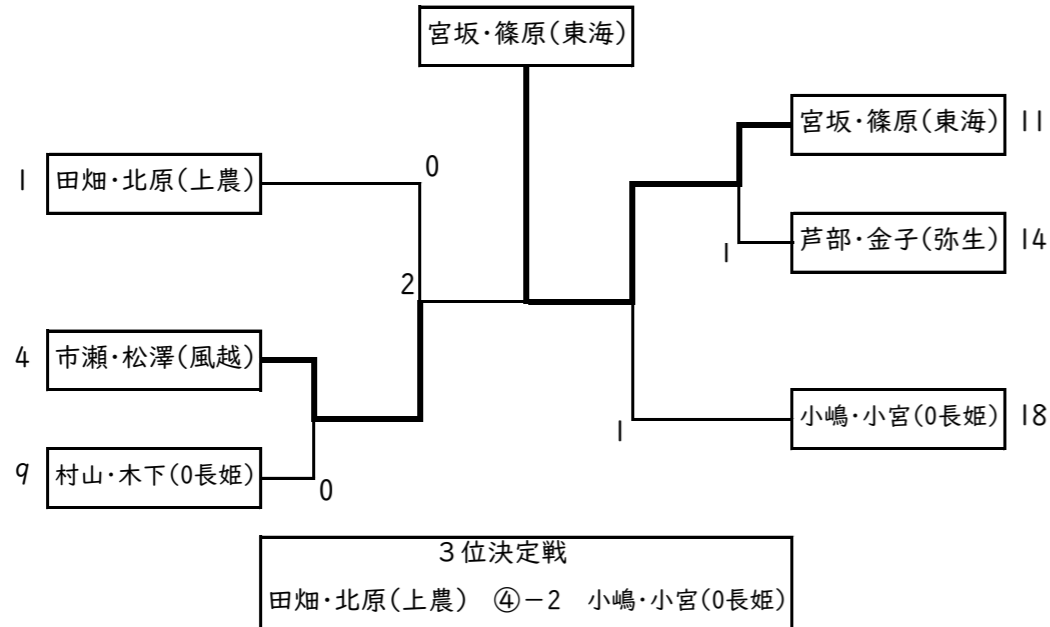 宮坂・篠原(東海)
宮坂・篠原(東海) 11
0
1 田畑・北原(上農)
芦部・金子(弥生) 14
1
2
4 市瀬・松澤(風越)
小嶋・小宮(O長姫) 18
1
9 村山・木下(O長姫)
0
3位決定戦
田畑・北原(上農) ④−2 小嶋・小宮(O長姫)